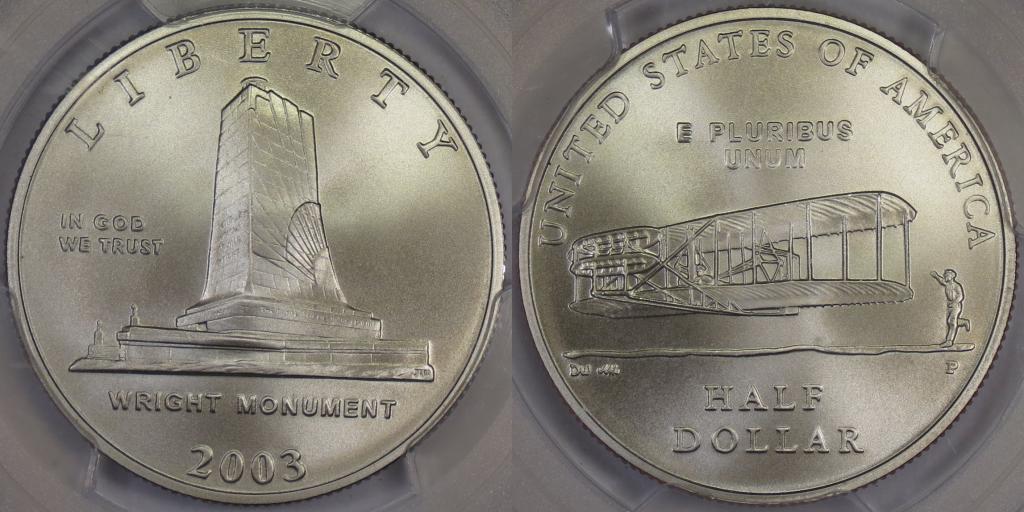 LIBERTY
IN GOD
WE TRUST
WRIGHT MONUMENT
2003
UNITED STATES OF AMERICA
E PLURIBUS
UNUM
P
HALF
DOLLAR